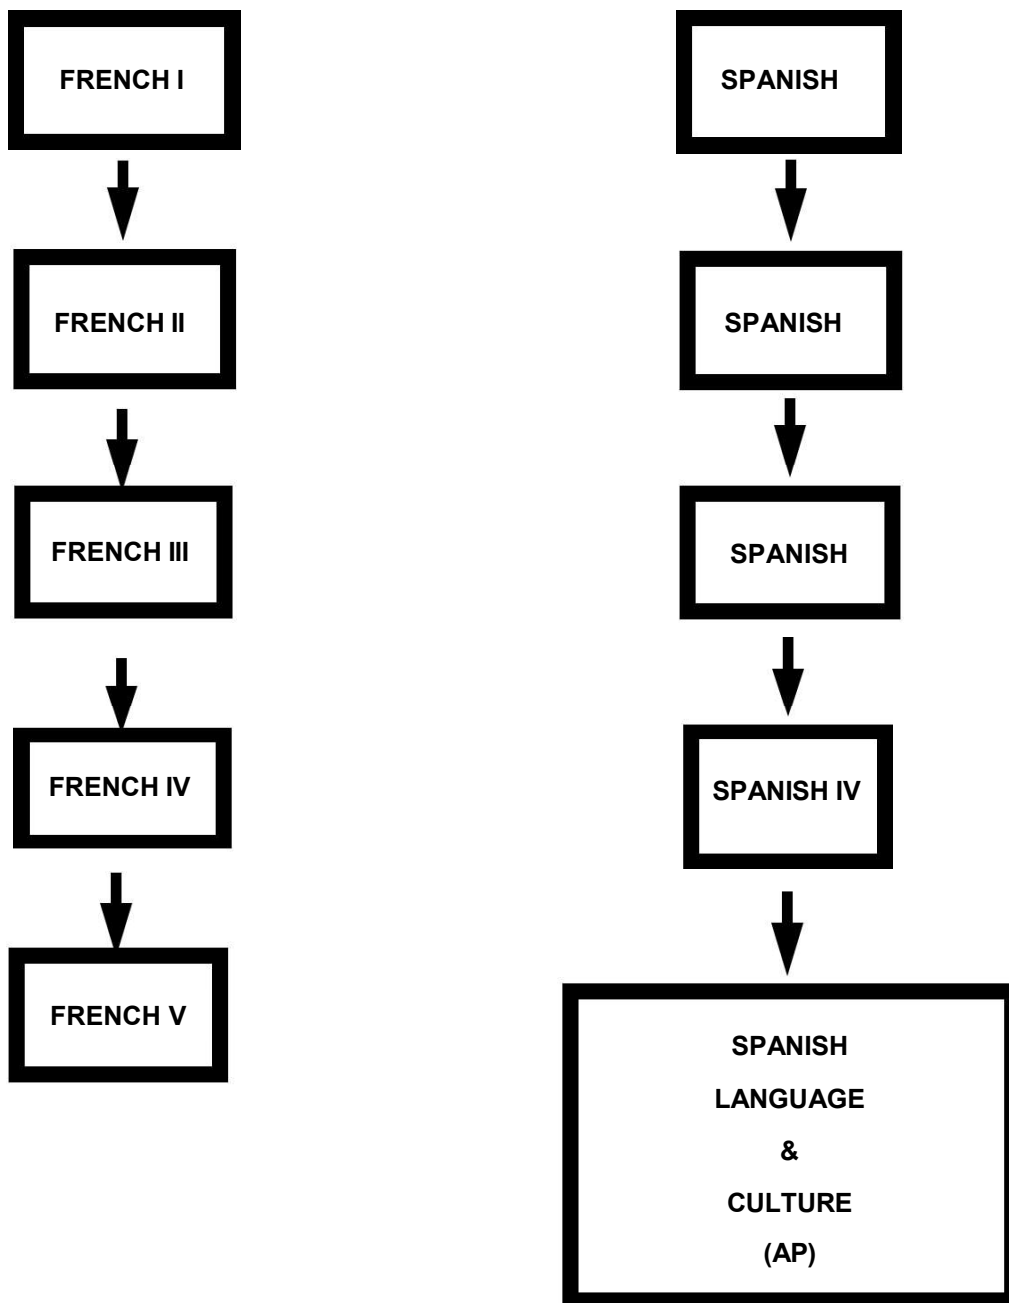 FRENCH I
FRENCH II
FRENCH III
FRENCH IV
FRENCH V
SPANISH
SPANISH
SPANISH
SPANISH IV
SPANISH
LANGUAGE
&
CULTURE
(AP)